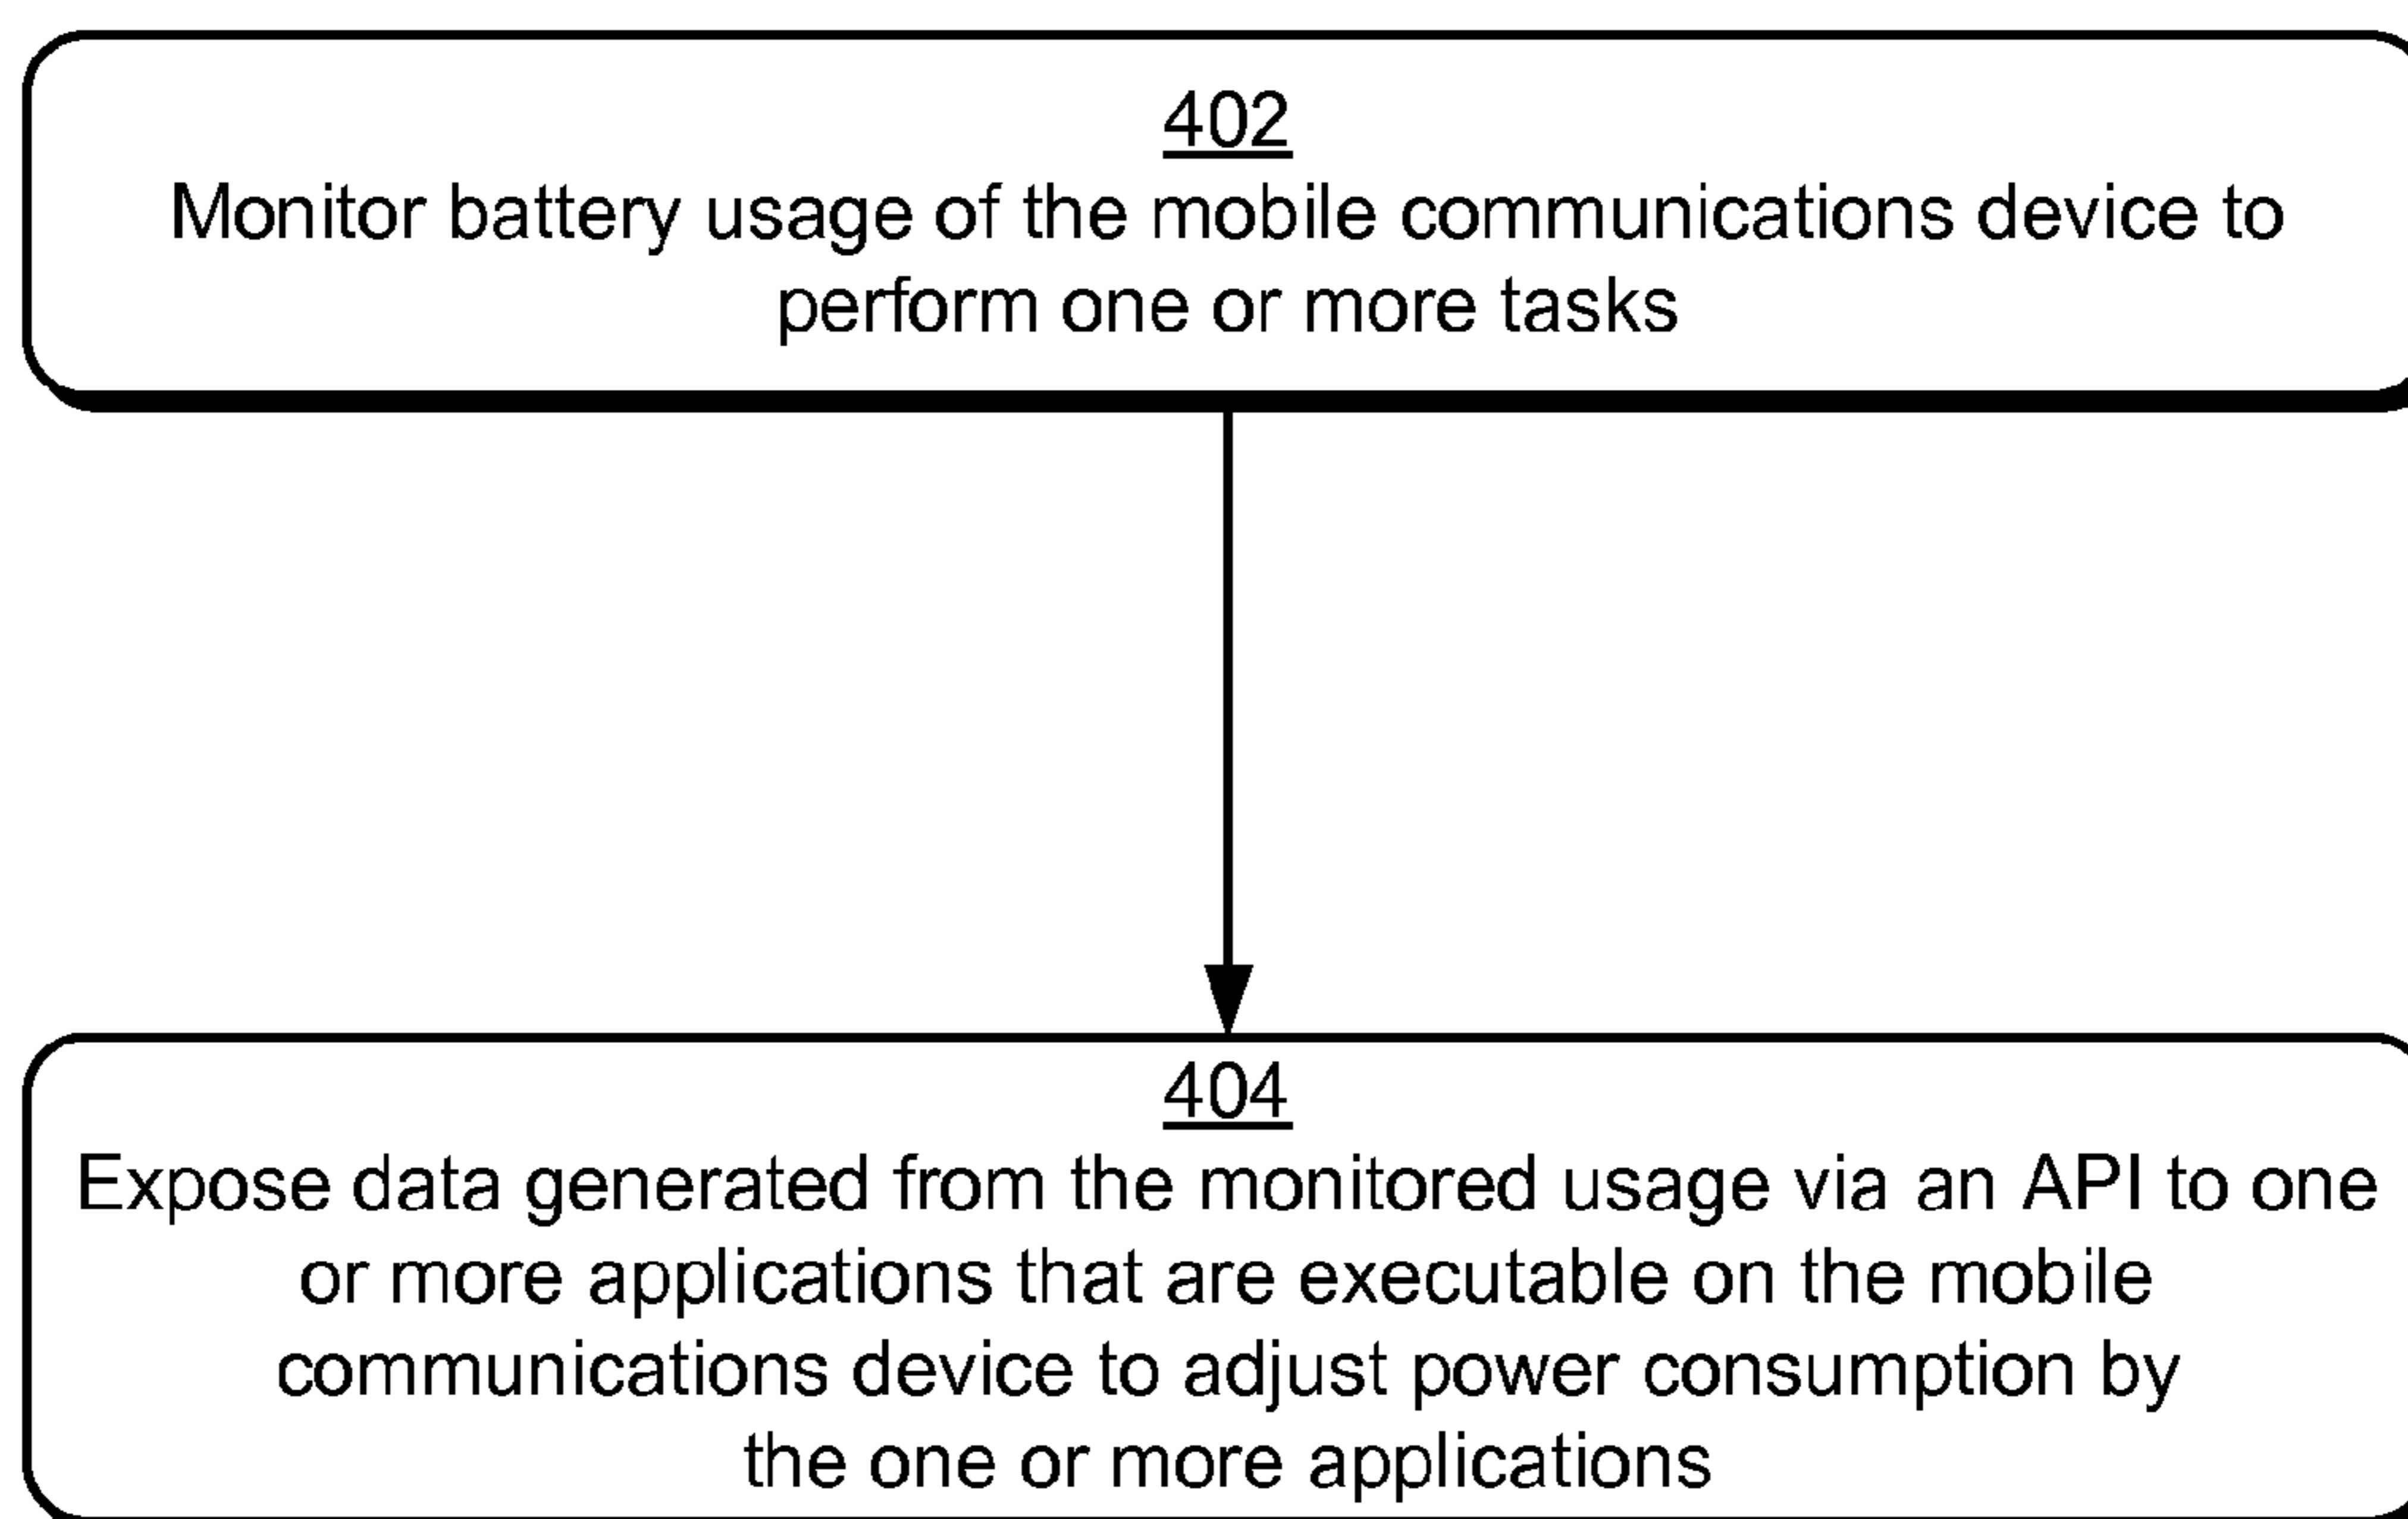 402
Monitor battery usage of the mobile communications device to
perform one or more tasks
404
Expose data generated from the monitored usage via an API to one
or more applications that are executable on the mobile
communications device to adjust power consumption by
the one or more applications